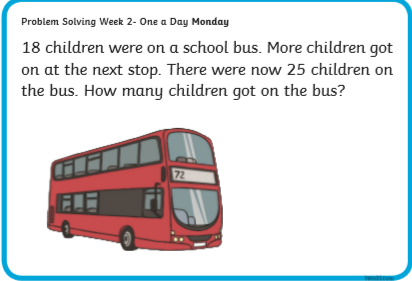 Problem Solving Week 2- One a Day Monday
18 children were on a school bus. More children got
on at the next stop. There were now 25 children on
the bus. How many children got on the bus?
72